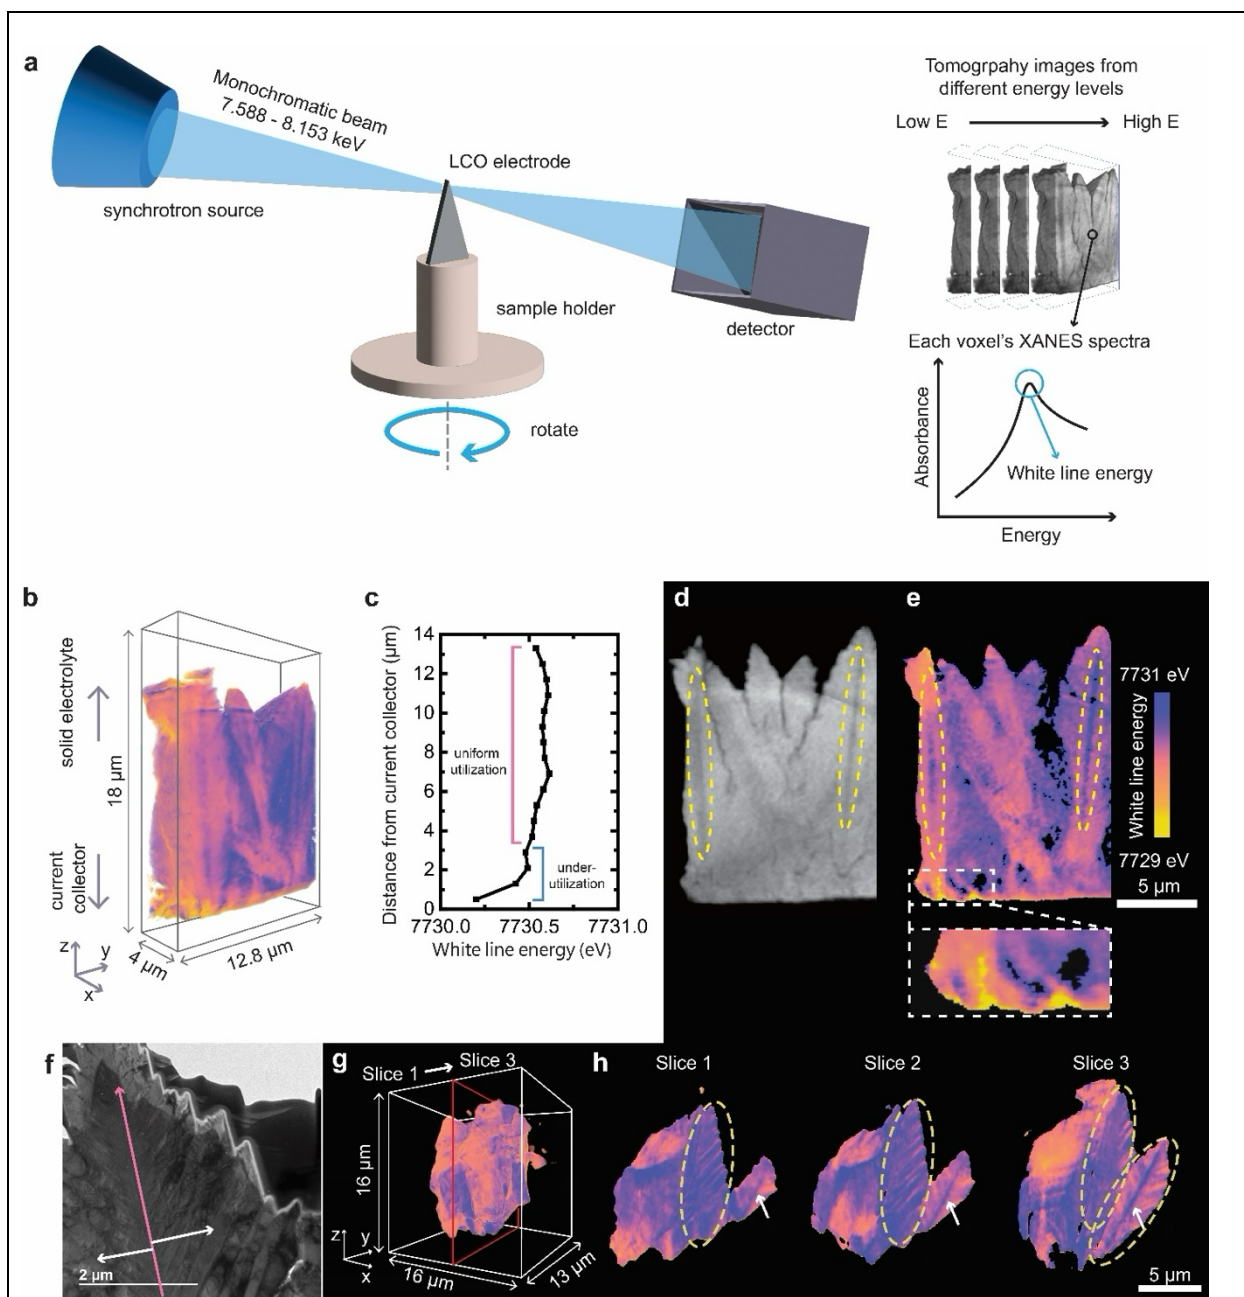 a
Monochromatic beam
7.588 - 8.153 keV
synchrotron source
LCO electrode
sample holder
rotate
detector
Tomogrpahy images from
different energy levels
Low E
High E
Each voxel's XANES spectra
Absorbance
White line energy
Energy
b
solid electrolyte
current
collector
18 µm
4 µm
12.8 µm
z
y
x
c
Distance from current collector (µm)
14
12
10
8
6
4
2
0
uniform
utilization
under-
utilization
7730.0
7730.5
7731.0
White line energy (eV)
d
e
7731 eV
White line energy
7729 eV
5 µm
f
2 µm
g
Slice 1
Slice 3
16 µm
z
y
x
16 µm
13 µm
h
Slice 1
Slice 2
Slice 3
5 µm